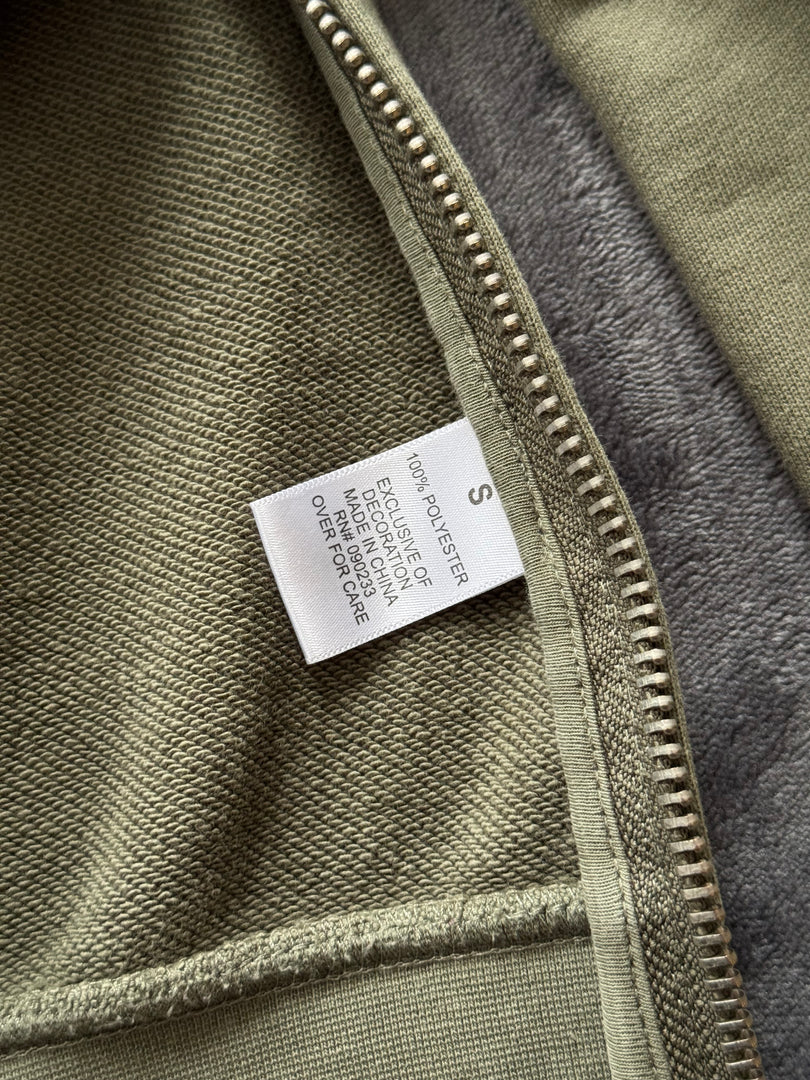 S
100% POLYESTER
EXCLUSIVE OF
DECORATION
MADE IN CHINA
RN# 090233
OVER FOR CARE